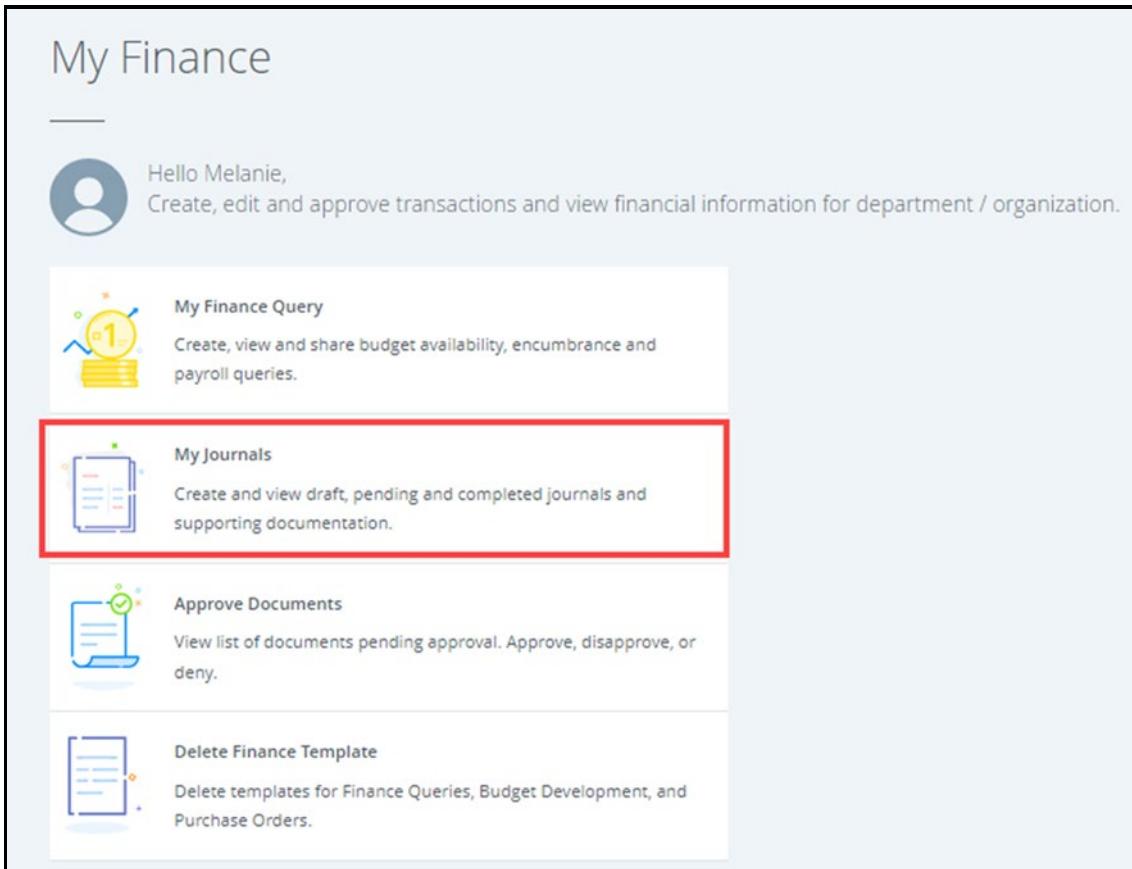 My Finance
Hello Melanie,
Create, edit and approve transactions and view financial information for department / organization.
1
My Finance Query
Create, view and share budget availability, encumbrance and
payroll queries.
My Journals
Create and view draft, pending and completed journals and
supporting documentation.
Approve Documents
View list of documents pending approval. Approve, disapprove, or
deny.
Delete Finance Template
Delete templates for Finance Queries, Budget Development, and
Purchase Orders.